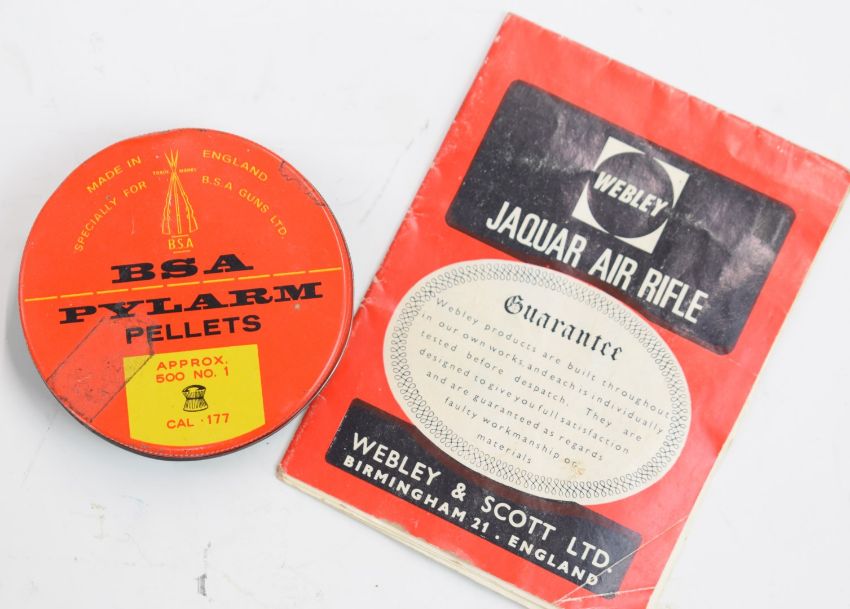 MADE IN ENGLAND
SPECIALLY FOR B.S.A GUNS LTD.
TRADE MARKS
B.S.A
BSA
PYLARM
PELLETS
APPROX.
500 NO. 1
CAL ·177
WEBLEY
JAQUAR AIR RIFLE
Guarantee
Webley products are built throughout
in our own works, and each is individually
tested before despatch. They are
designed to give you full satisfaction
and are guaranteed as regards
faulty workmanship or
materials
WEBLEY & SCOTT LTD.
BIRMINGHAM 21 · ENGLAND